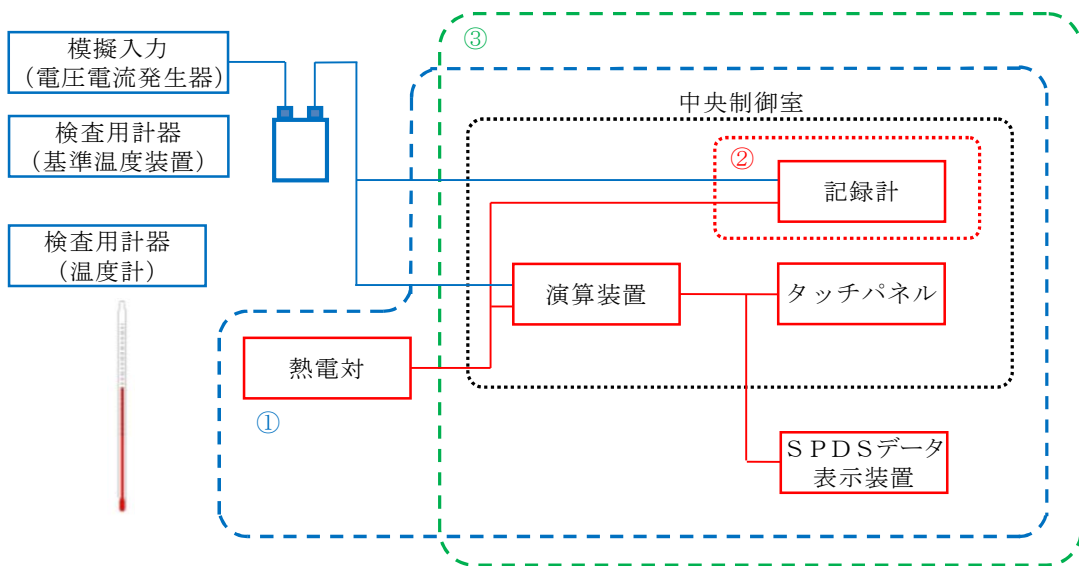 模擬入力
（電圧電流発生器）
検査用計器
（基準温度装置）
検査用計器
（温度計）
③
中央制御室
②
記録計
演算装置
タッチパネル
熱電対
①
ＳＰＤＳデータ
表示装置